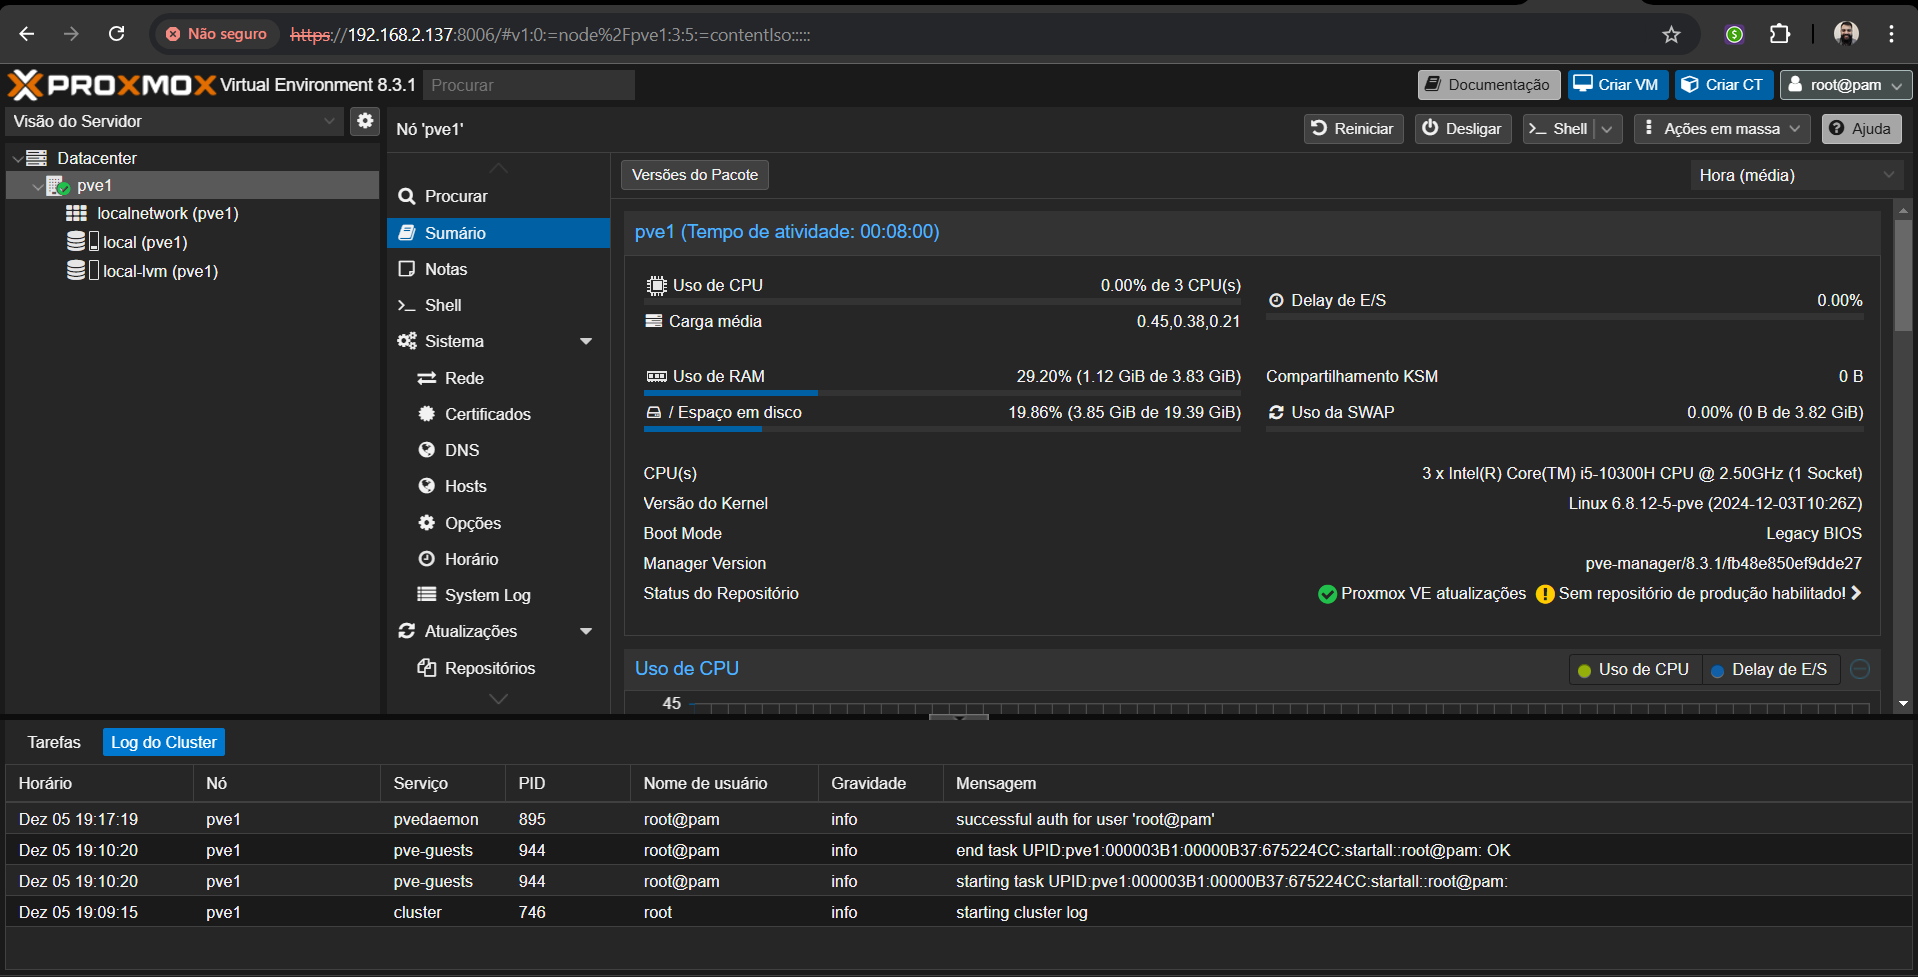 Não seguro https://192.168.2.137:8006/#v1:0:=node%2Fpve1:3:5:=contentIso:::::
PROXMOX Virtual Environment 8.3.1 Procurar Documentação Criar VM Criar CT root@pam
Visão do Servidor
Nó 'pve1' Reiniciar Desligar Shell Ações em massa Ajuda
Datacenter
pve1
localnetwork (pve1)
local (pve1)
local-lvm (pve1)
Procurar
Sumário
Notas
Shell
Sistema
Rede
Certificados
DNS
Hosts
Opções
Horário
System Log
Atualizações
Repositórios
Versões do Pacote Hora (média)
pve1 (Tempo de atividade: 00:08:00)
Uso de CPU 0.00% de 3 CPU(s)
Carga média 0.45,0.38,0.21
Delay de E/S 0.00%
Uso de RAM 29.20% (1.12 GiB de 3.83 GiB)
Compartilhamento KSM 0 B
/ Espaço em disco 19.86% (3.85 GiB de 19.39 GiB)
Uso da SWAP 0.00% (0 B de 3.82 GiB)
CPU(s) 3 x Intel(R) Core(TM) i5-10300H CPU @ 2.50GHz (1 Socket)
Versão do Kernel Linux 6.8.12-5-pve (2024-12-03T10:26Z)
Boot Mode Legacy BIOS
Manager Version pve-manager/8.3.1/fb48e850ef9dde27
Status do Repositório Proxmox VE atualizações Sem repositório de produção habilitado!
Uso de CPU Uso de CPU Delay de E/S
45
Tarefas Log do Cluster
Horário Nó Serviço PID Nome de usuário Gravidade Mensagem
Dez 05 19:17:19 pve1 pvedaemon 895 root@pam info successful auth for user 'root@pam'
Dez 05 19:10:20 pve1 pve-guests 944 root@pam info end task UPID:pve1:000003B1:00000B37:675224CC:startall::root@pam: OK
Dez 05 19:10:20 pve1 pve-guests 944 root@pam info starting task UPID:pve1:000003B1:00000B37:675224CC:startall::root@pam:
Dez 05 19:09:15 pve1 cluster 746 root info starting cluster log